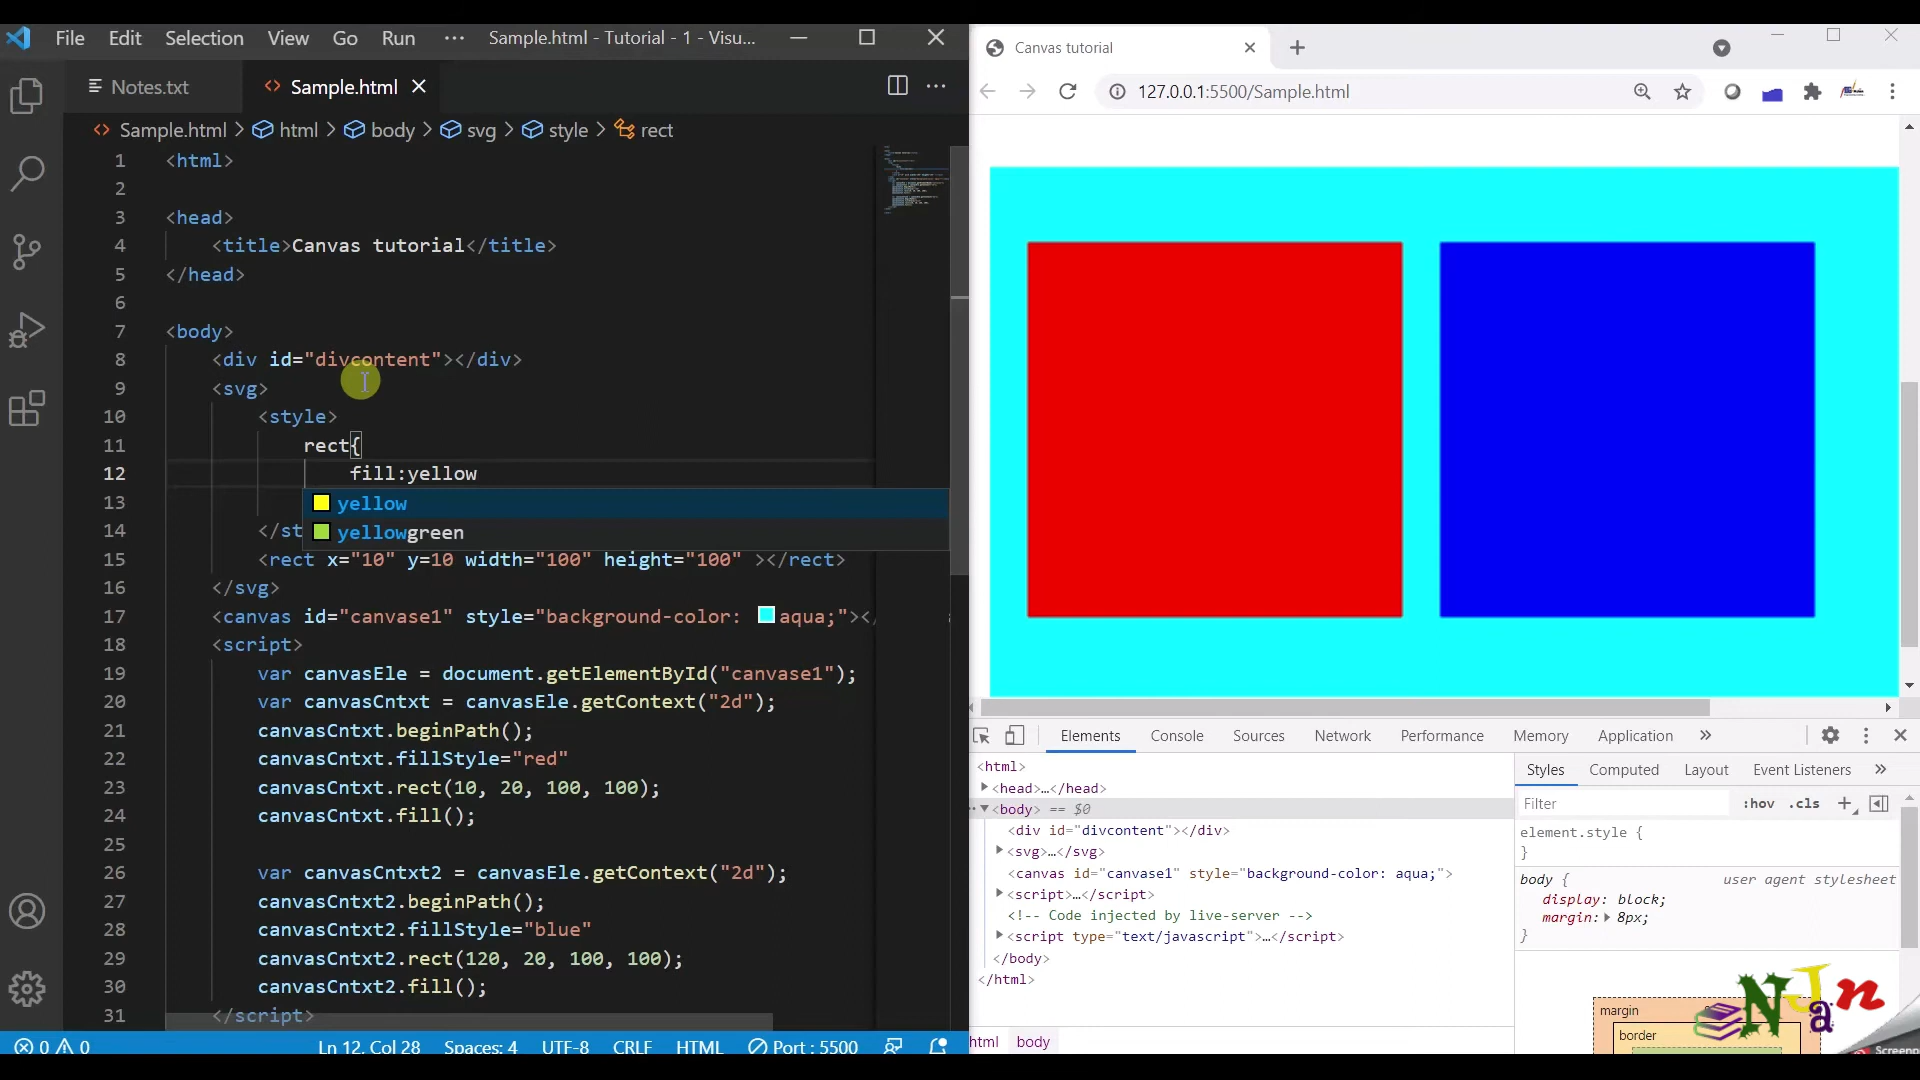 File Edit Selection View Go Run ··· Sample.html - Tutorial - 1 - Visu...
Notes.txt Sample.html
Sample.html > html > body > svg > style > rect
1 <html>
2
3 <head>
4 <title>Canvas tutorial</title>
5 </head>
6
7 <body>
8 <div id="divcontent"></div>
9 <svg>
10 <style>
11 rect{
12 fill:yellow
13 yellow
14 </st yellowgreen
15 <rect x="10" y=10 width="100" height="100" ></rect>
16 </svg>
17 <canvas id="canvase1" style="background-color: aqua;"></
18 <script>
19 var canvasEle = document.getElementById("canvase1");
20 var canvasCntxt = canvasEle.getContext("2d");
21 canvasCntxt.beginPath();
22 canvasCntxt.fillStyle="red"
23 canvasCntxt.rect(10, 20, 100, 100);
24 canvasCntxt.fill();
25
26 var canvasCntxt2 = canvasEle.getContext("2d");
27 canvasCntxt2.beginPath();
28 canvasCntxt2.fillStyle="blue"
29 canvasCntxt2.rect(120, 20, 100, 100);
30 canvasCntxt2.fill();
31 </script>
0 0 Ln 12, Col 28 Spaces: 4 UTF-8 CRLF HTML Port : 5500
Canvas tutorial
127.0.0.1:5500/Sample.html
Elements Console Sources Network Performance Memory Application »
<html>
<head>…</head>
<body> == $0
<div id="divcontent"></div>
<svg>…</svg>
<canvas id="canvase1" style="background-color: aqua;">
<script>…</script>
<!-- Code injected by live-server -->
<script type="text/javascript">…</script>
</body>
</html>
html body
Styles Computed Layout Event Listeners »
Filter :hov .cls +
element.style {
}
body { user agent stylesheet
display: block;
margin: 8px;
}
margin
border
NJan